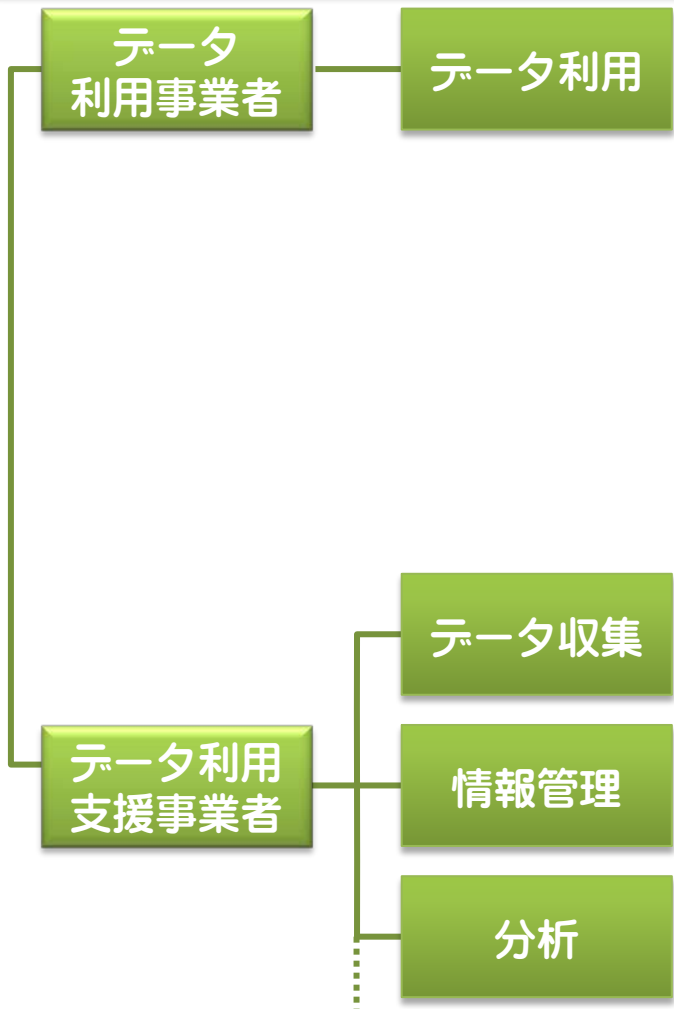 データ
利用事業者
データ利用
データ収集
データ利用
支援事業者
情報管理
分析